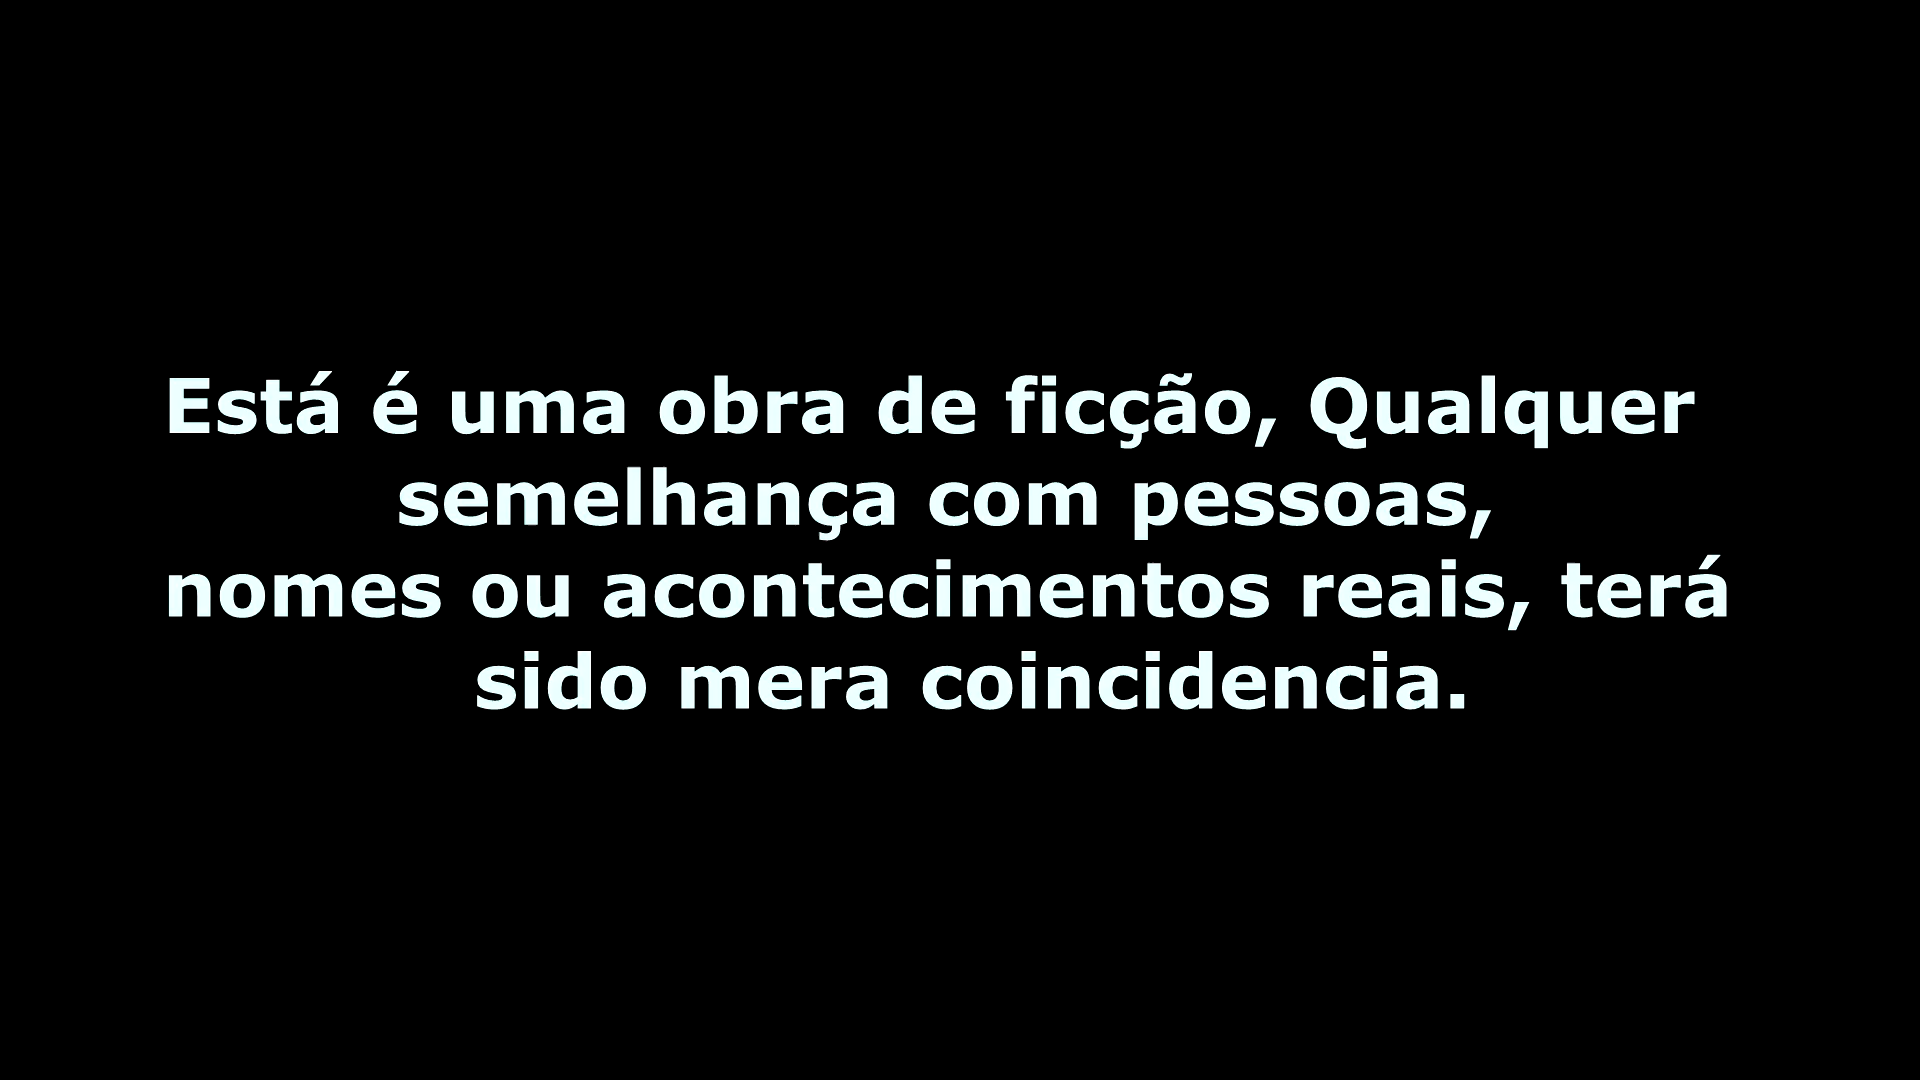 Está é uma obra de ficção, Qualquer
semelhança com pessoas,
nomes ou acontecimentos reais, terá
sido mera coincidencia.